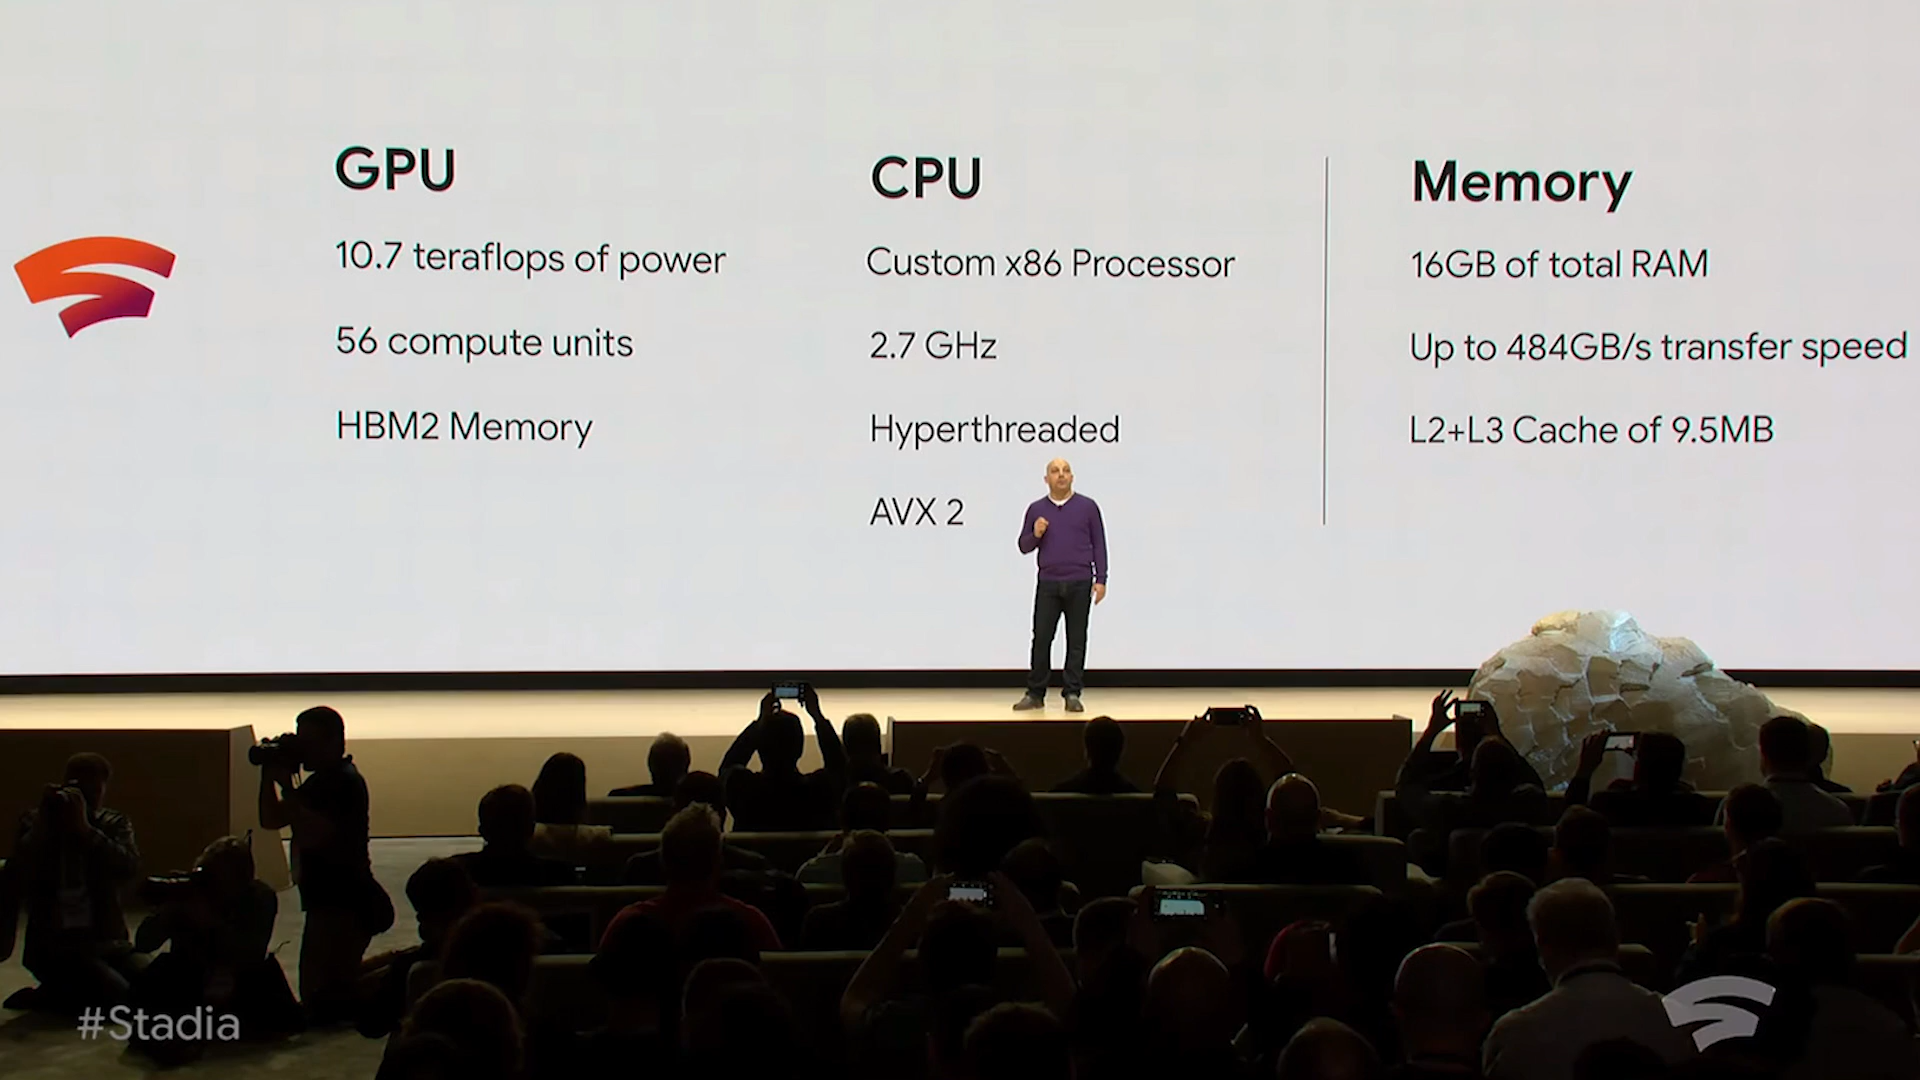 GPU
10.7 teraflops of power
56 compute units
HBM2 Memory
CPU
Custom x86 Processor
2.7 GHz
Hyperthreaded
AVX 2
Memory
16GB of total RAM
Up to 484GB/s transfer speed
L2+L3 Cache of 9.5MB
#Stadia